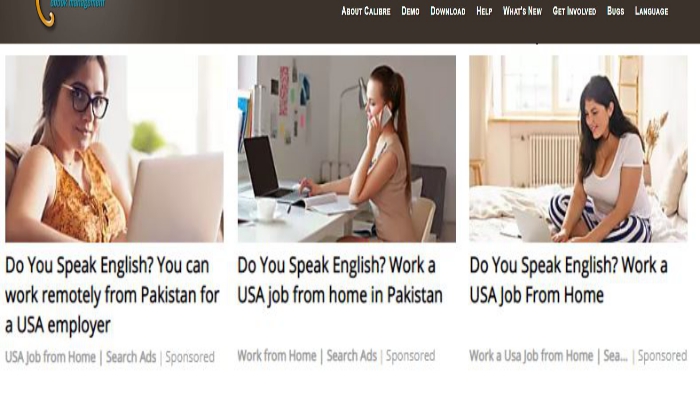 ebook management
About Calibre Demo Download Help What's New Get Involved Bugs Language
Do You Speak English? You can
work remotely from Pakistan for
a USA employer
USA Job from Home | Search Ads | Sponsored
Do You Speak English? Work a
USA job from home in Pakistan
Work from Home | Search Ads | Sponsored
Do You Speak English? Work a
USA Job From Home
Work a Usa Job from Home | Sea... | Sponsored